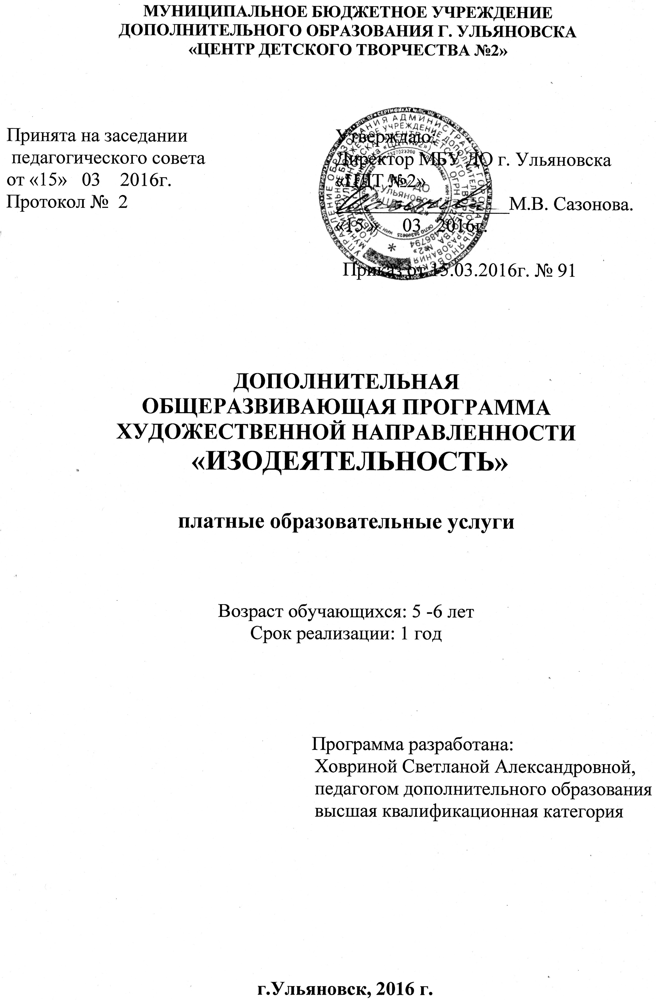 МУНИЦИПАЛЬНОЕ БЮДЖЕТНОЕ УЧРЕЖДЕНИЕ
ДОПОЛНИТЕЛЬНОГО ОБРАЗОВАНИЯ Г. УЛЬЯНОВСКА
«ЦЕНТР ДЕТСКОГО ТВОРЧЕСТВА №2»
Принята на заседании
педагогического совета
от «15» 03 2016г.
Протокол № 2
Утверждаю:
Директор МБУ ДО г. Ульяновска
«ЦДТ №2»
М.В. Сазонова.
«15 » 03 2016г.
Приказ от 15.03.2016г. № 91
ДОПОЛНИТЕЛЬНАЯ
ОБЩЕРАЗВИВАЮЩАЯ ПРОГРАММА
ХУДОЖЕСТВЕННОЙ НАПРАВЛЕННОСТИ
«ИЗОДЕЯТЕЛЬНОСТЬ»
платные образовательные услуги
Возраст обучающихся: 5 -6 лет
Срок реализации: 1 год
Программа разработана:
Ховриной Светланой Александровной,
педагогом дополнительного образования
высшая квалификационная категория
г.Ульяновск, 2016 г.